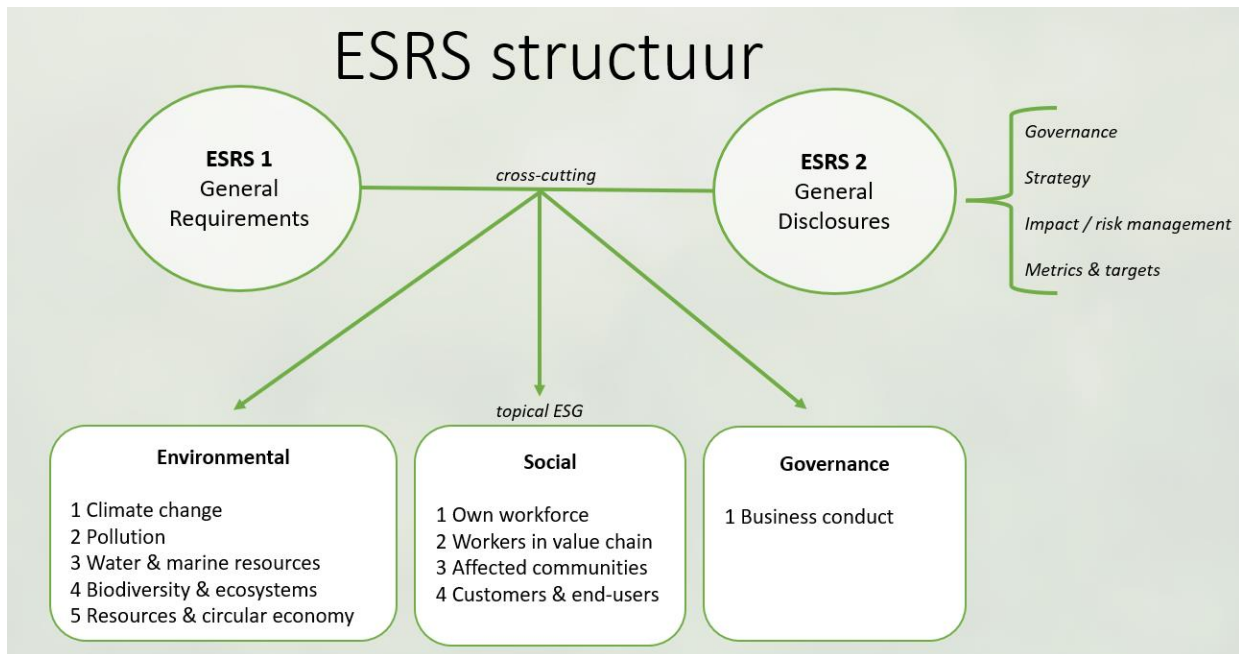 ESRS structuur
ESRS 1
General
Requirements
cross-cutting
ESRS 2
General
Disclosures
Governance
Strategy
Impact / risk management
Metrics & targets
topical ESG
Environmental
1 Climate change
2 Pollution
3 Water & marine resources
4 Biodiversity & ecosystems
5 Resources & circular economy
Social
1 Own workforce
2 Workers in value chain
3 Affected communities
4 Customers & end-users
Governance
1 Business conduct